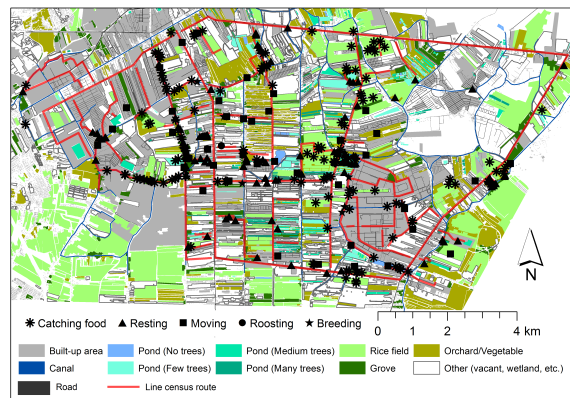 N
Catching food Resting Moving Roosting Breeding
0 1 2 4 km
Built-up area Pond (No trees) Pond (Medium trees) Rice field Orchard/Vegetable
Canal Pond (Few trees) Pond (Many trees) Grove Other (vacant, wetland, etc.)
Road Line census route